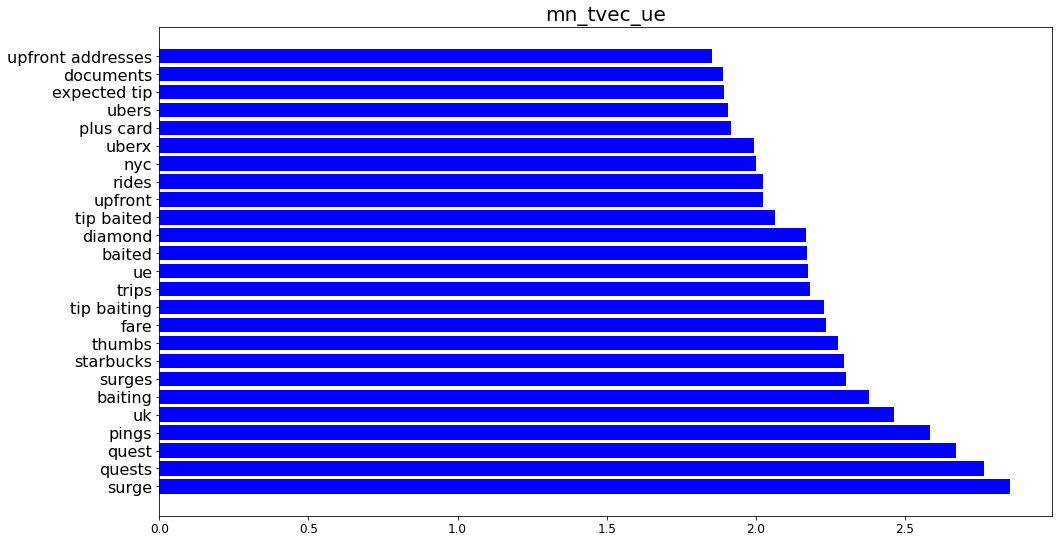 mn_tvec_ue
upfront addresses
documents
expected tip
ubers
plus card
uberx
nyc
rides
upfront
tip baited
diamond
baited
ue
trips
tip baiting
fare
thumbs
starbucks
surges
baiting
uk
pings
quest
quests
surge
0.0 0.5 1.0 1.5 2.0 2.5